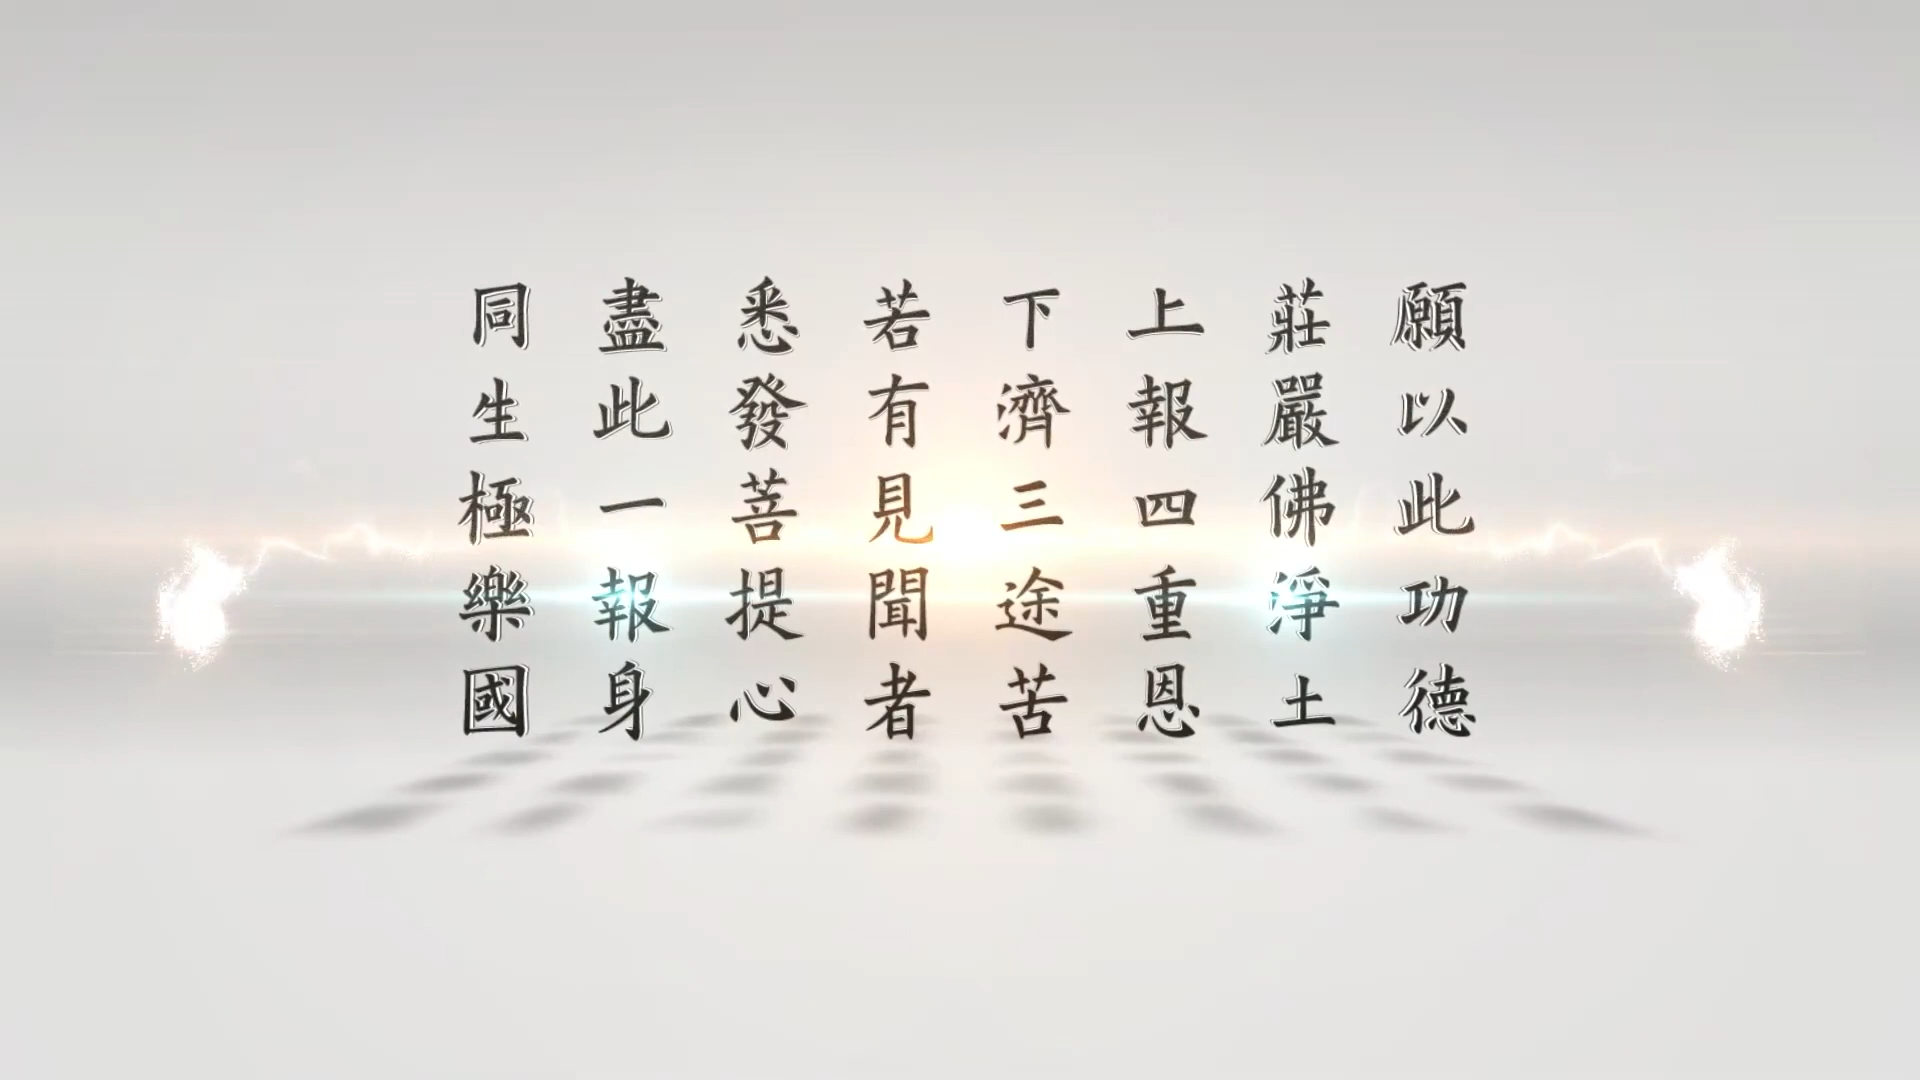 願以此功德
莊嚴佛淨土
上報四重恩
下濟三途苦
若有見聞者
悉發菩提心
盡此一報身
同生極樂國